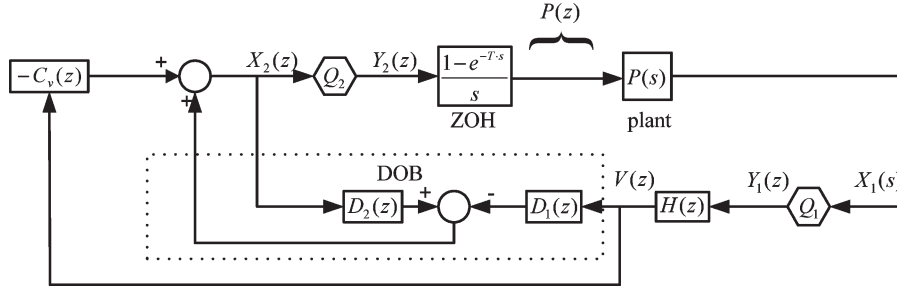 P(z)
−C_v(z)
+
+
X₂(z)
Q₂
Y₂(z)
1−e^{−T·s}
s
ZOH
P(s)
plant
DOB
D₂(z)
+
-
D₁(z)
V(z)
H(z)
Y₁(z)
Q₁
X₁(s)